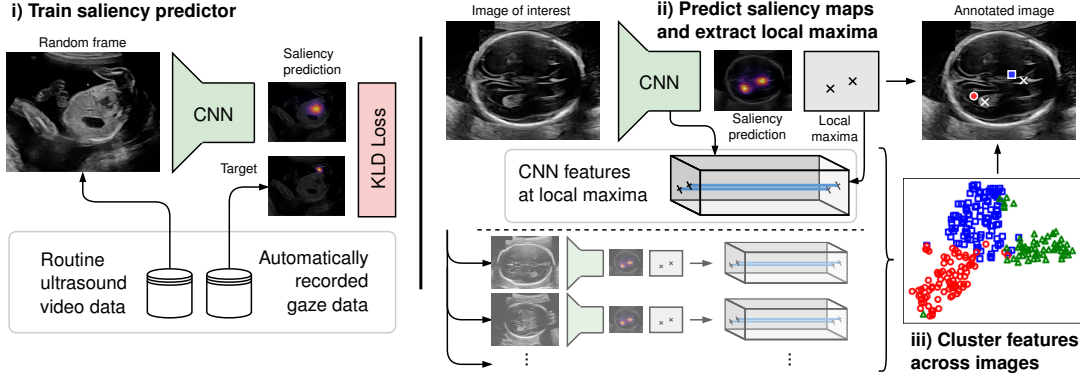 i) Train saliency predictor
Random frame
CNN
Saliency
prediction
Target
KLD Loss
Routine
ultrasound
video data
Automatically
recorded
gaze data
ii) Predict saliency maps
and extract local maxima
Image of interest
CNN
Saliency
prediction
Local
maxima
Annotated image
CNN features
at local maxima
iii) Cluster features
across images